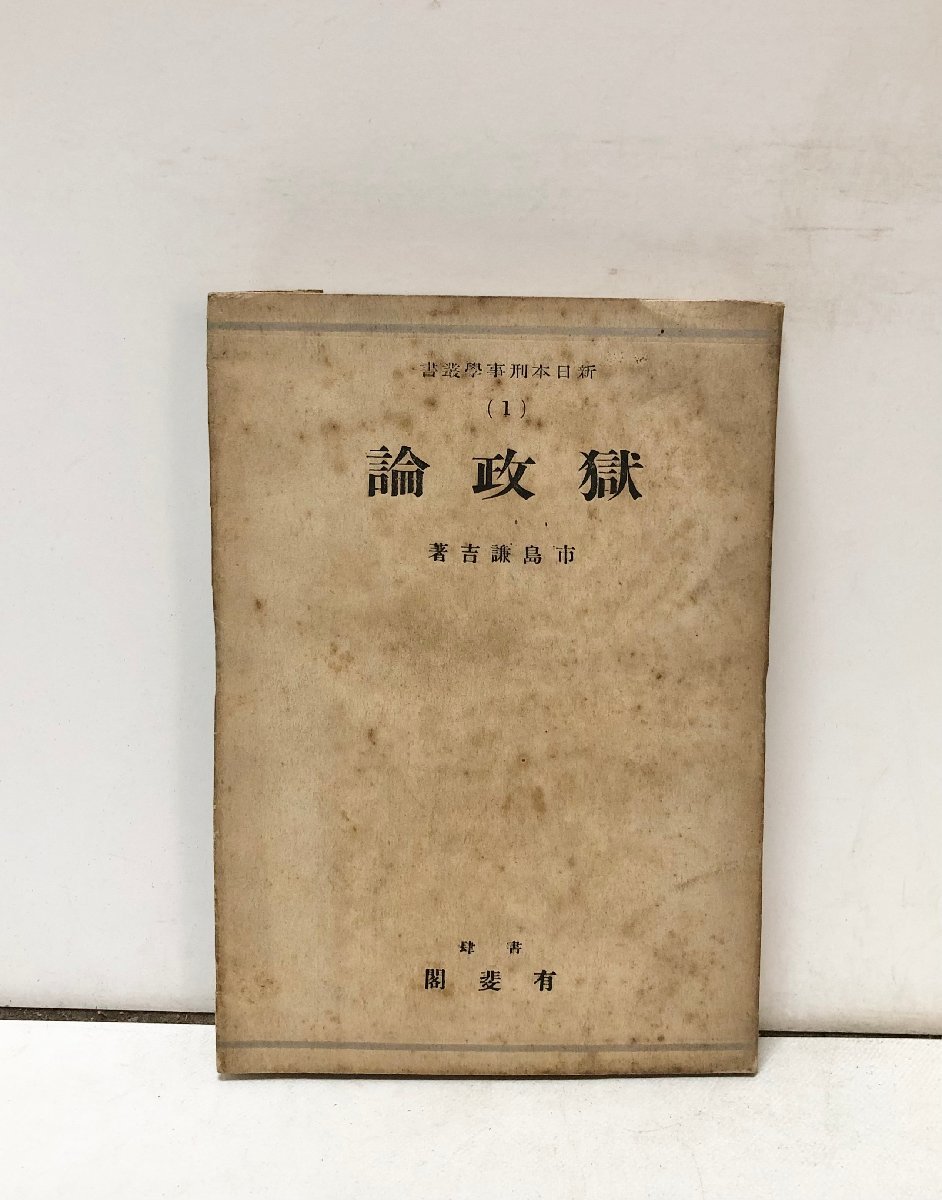 新日本刑事學叢書
(1)
獄政論
市島謙吉著
書肆
有斐閣